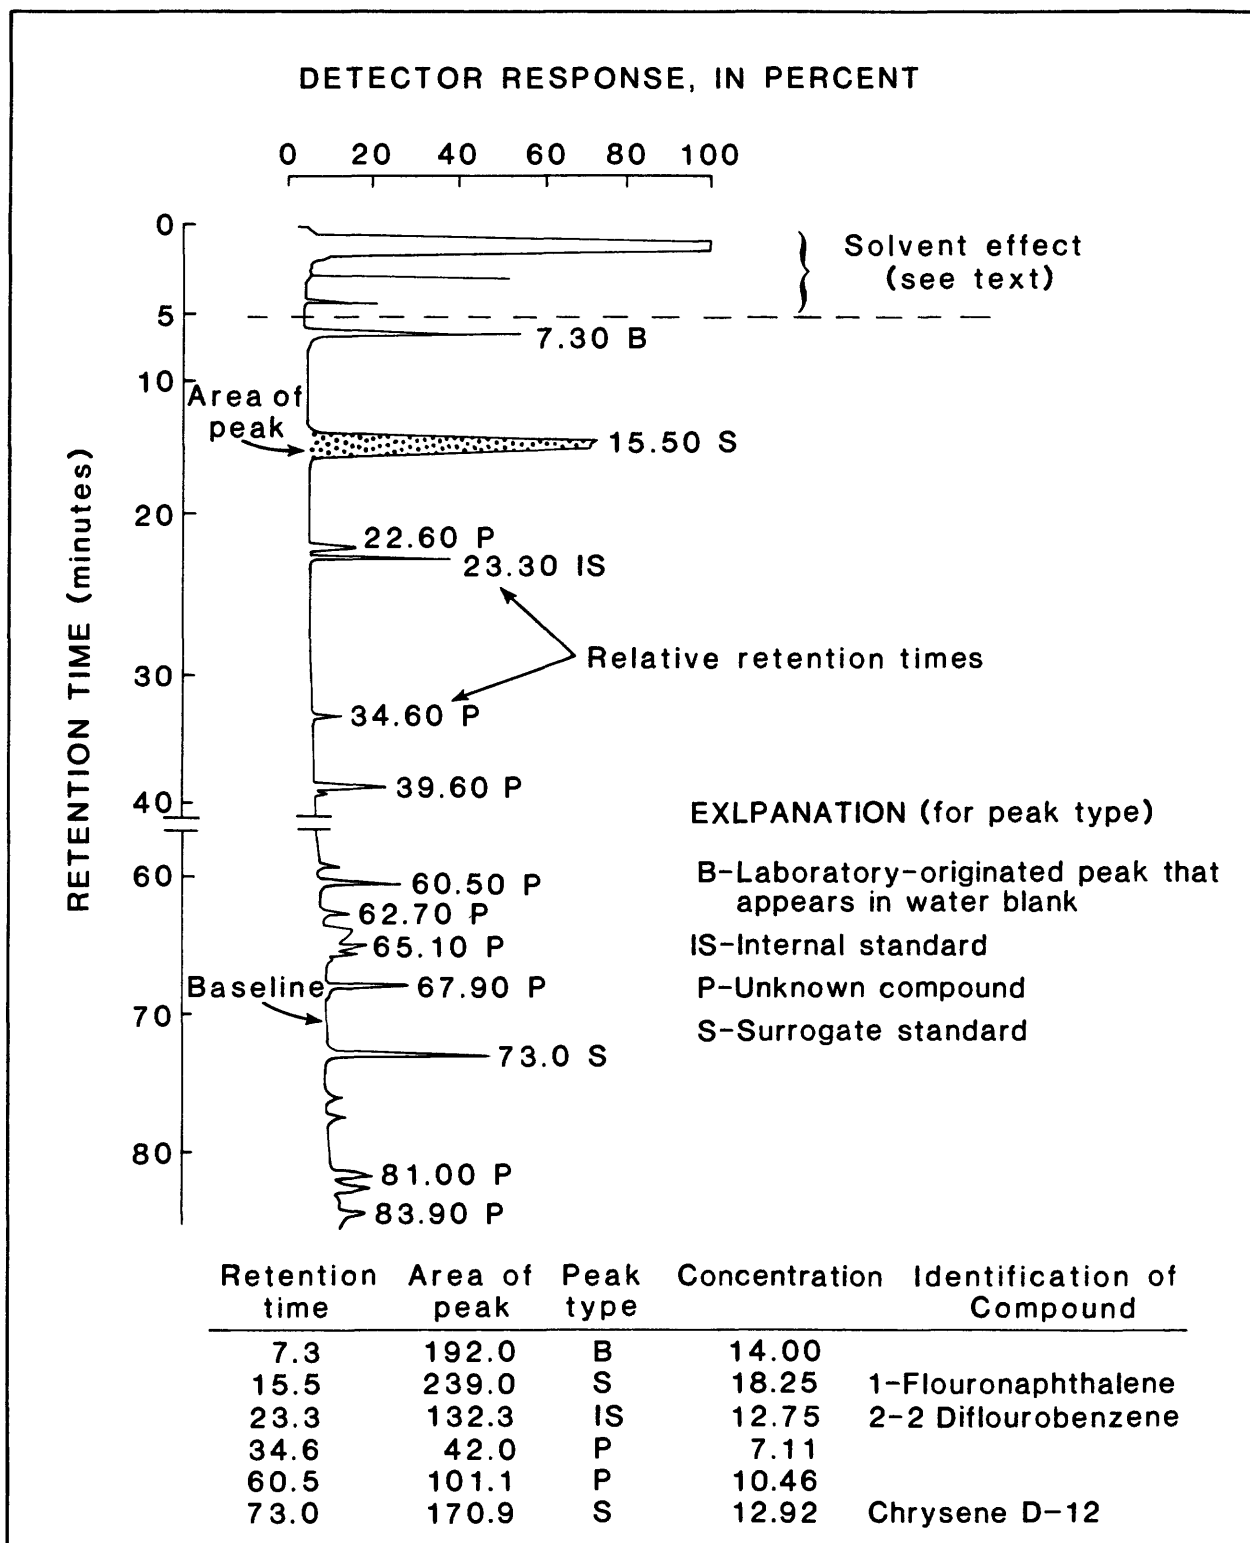 DETECTOR RESPONSE, IN PERCENT
0 20 40 60 80 100
RETENTION TIME (minutes)
0
5
10
20
30
40
60
70
80
Solvent effect
(see text)
7.30 B
Area of
peak
15.50 S
22.60 P
23.30 IS
Relative retention times
34.60 P
39.60 P
EXLPANATION (for peak type)
B-Laboratory-originated peak that
appears in water blank
IS-Internal standard
P-Unknown compound
S-Surrogate standard
60.50 P
62.70 P
65.10 P
Baseline
67.90 P
73.0 S
81.00 P
83.90 P
Retention Area of Peak Concentration Identification of
time peak type Compound
7.3 192.0 B 14.00
15.5 239.0 S 18.25 1-Flouronaphthalene
23.3 132.3 IS 12.75 2-2 Diflourobenzene
34.6 42.0 P 7.11
60.5 101.1 P 10.46
73.0 170.9 S 12.92 Chrysene D-12